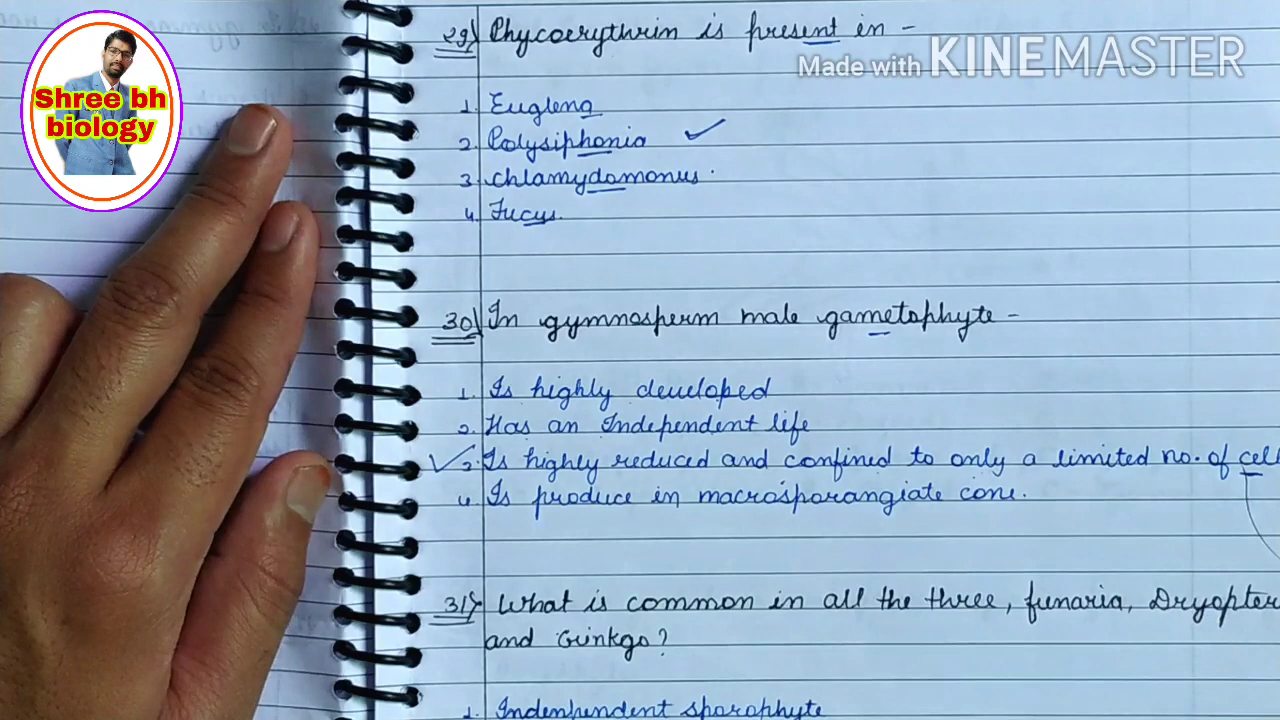 Shree bh
biology
Made with KINEMASTER
29) Phycoerythrin is present in -
1. Euglena
2. Polysiphonia
3. Chlamydomonus.
4. Fucus.
30) In gymnosperm male gametophyte -
1. Is highly developed
2. Has an Independent life
3. Is highly reduced and confined to only a limited no. of cell
4. Is produce in macrosporangiate cone.
31) What is common in all the three, funaria, Dryopter
and Ginkgo?
1. Indenhendent sporophyte